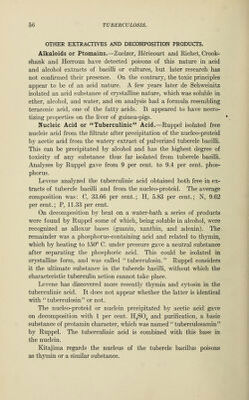 56 TUBERCULOSIS.
OTHER EXTRACTIVES AND DECOMPOSITION PRODUCTS.
Alkaloids or Ptomains.—Zuelzer, Héricourt and Richet, Crook-
shank and Herroun have detected poisons of this nature in acid
and alcohol extracts of bacilli or cultures, but later research has
not confirmed their presence. On the contrary, the toxic principles
appear to be of an acid nature. A few years later de Schweinitz
isolated an acid substance of crystalline nature, which was soluble in
ether, alcohol, and water, and on analysis had a formula resembling
teraconic acid, one of the fatty acids. It appeared to have necro-
tizing properties on the liver of guinea-pigs.
Nucleic Acid or "Tuberculinic" Acid.—Ruppel isolated free
nucleic acid from the filtrate after precipitation of the nucleo-proteid
by acetic acid from the watery extract of pulverized tubercle bacilli.
This can be precipitated by alcohol and has the highest degree of
toxicity of any substance thus far isolated from tubercle bacilli.
Analyses by Ruppel gave from 9 per cent. to 9.4 per cent. phos-
phorus.
Levene analyzed the tuberculinic acid obtained both free in ex-
tracts of tubercle bacilli and from the nucleo-proteid. The average
composition was: C, 33.66 per cent.; H, 5.83 per cent.; N, 9.62
per cent.; P, 11.33 per cent.
On decomposition by heat on a water-bath a series of products
were found by Ruppel some of which, being soluble in alcohol, were
recognized as alloxur bases (guanin, xanthin, and adenin). The
remainder was a phosphorus-containing acid and related to thymin,
which by heating to 150° C. under pressure gave a neutral substance
after separating the phosphoric acid. This could be isolated in
crystalline form, and was called "tuberculosin." Ruppel considers
it the ultimate substance in the tubercle bacilli, without which the
characteristic tuberculin action cannot take place.
Levene has discovered more recently thymin and cytosin in the
tuberculinic acid. It does not appear whether the latter is identical
with "tuberculosin" or not.
The nucleo-proteid or nuclein precipitated by acetic acid gave
on decomposition with 1 per cent. H₂SO₄ and purification, a basic
substance of protamin character, which was named "tuberculosamin"
by Ruppel. The tuberculinic acid is combined with this base in
the nuclein.
Kitajima regards the nucleus of the tubercle bacillus poisons
as thymin or a similar substance.